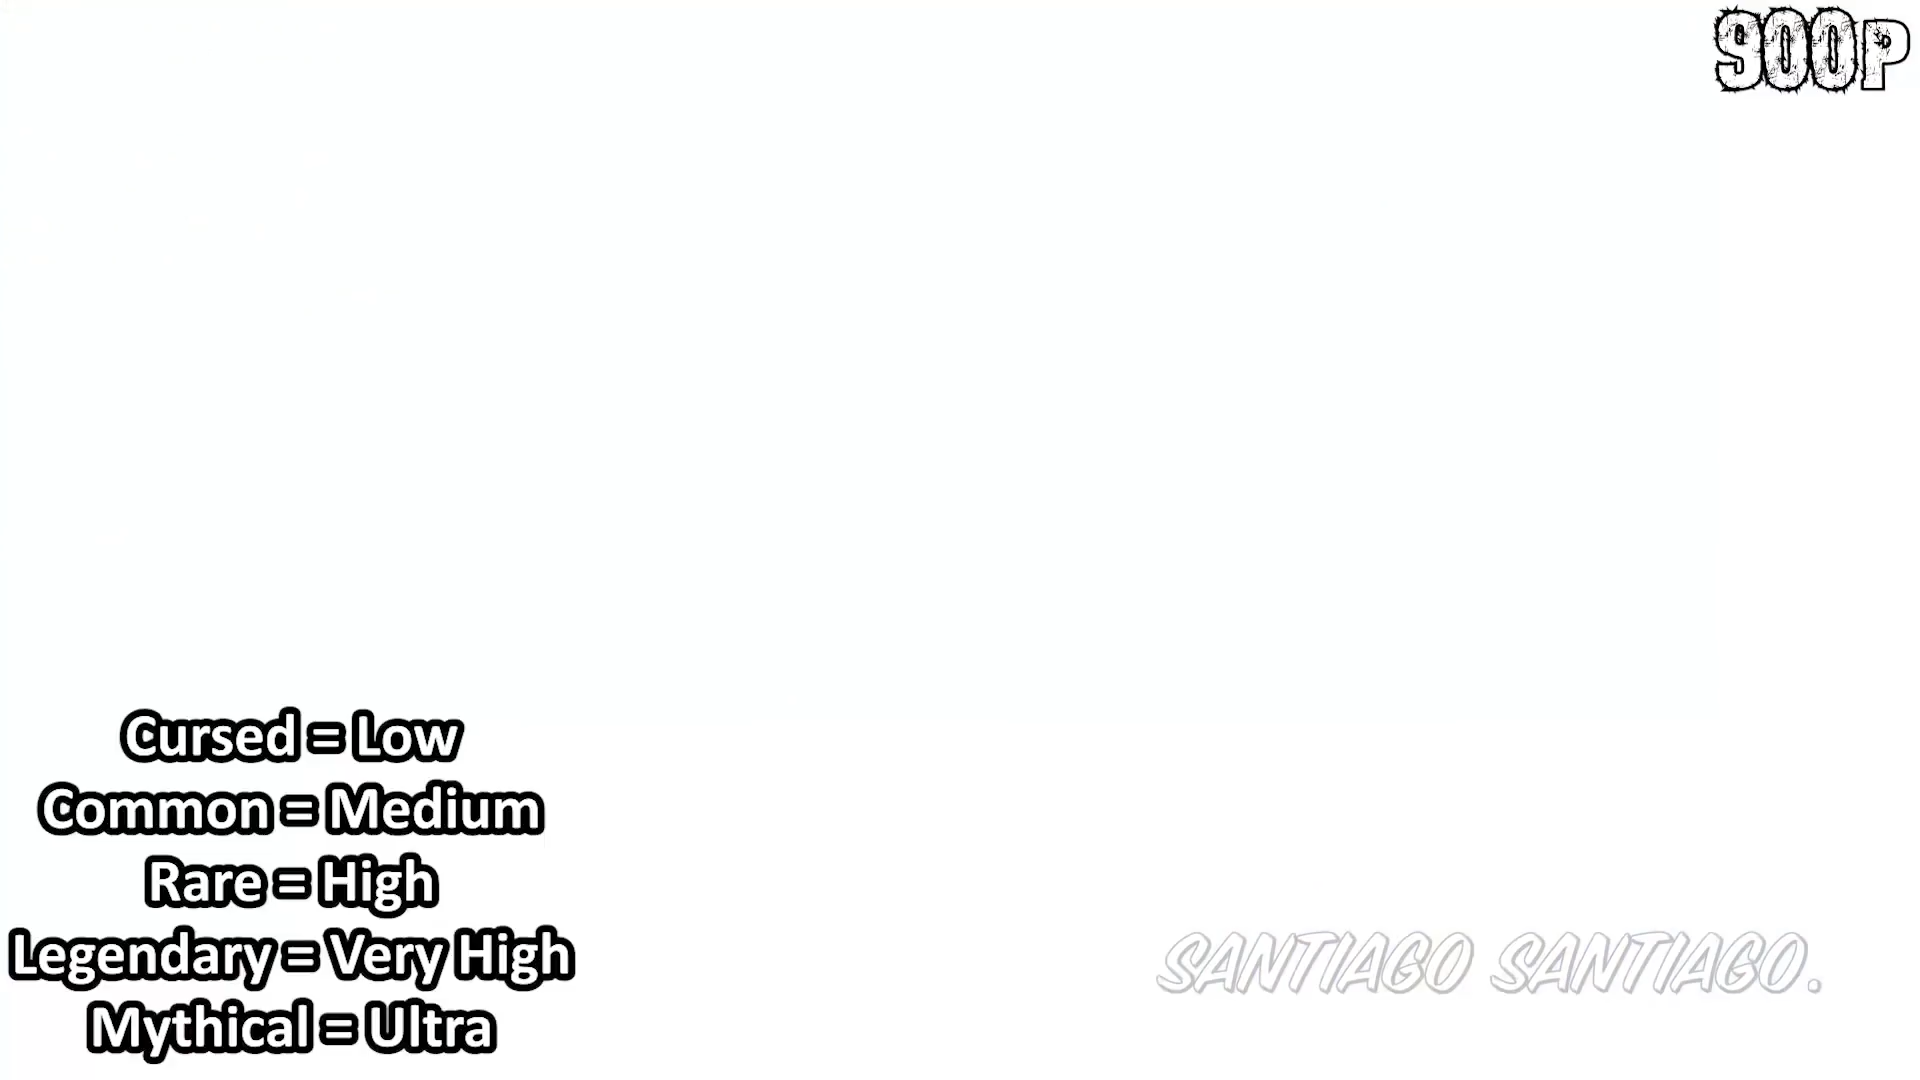 900P
Cursed = Low
Common = Medium
Rare = High
Legendary = Very High
Mythical = Ultra
SANTIAGO SANTIAGO.